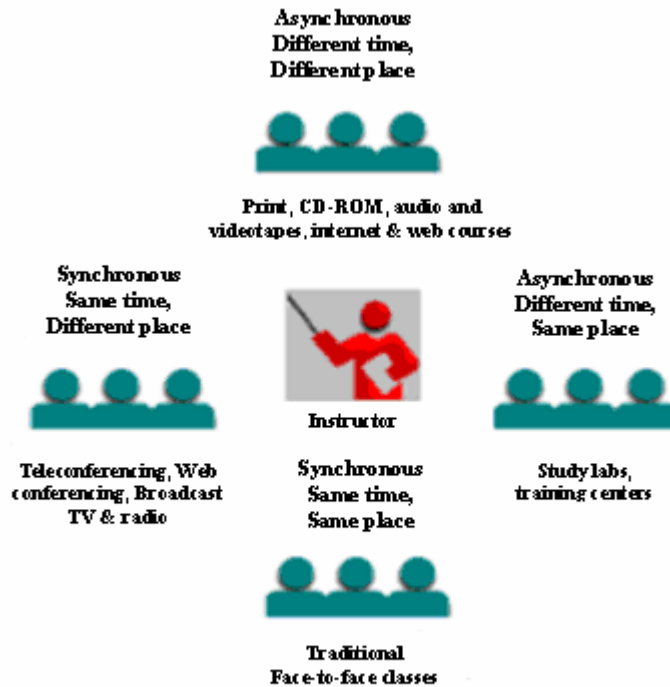 Asynchronous
Different time,
Different place
Print, CD-ROM, audio and
videotapes, internet & web courses
Synchronous
Same time,
Different place
Teleconferencing, Web
conferencing, Broadcast
TV & radio
Instructor
Asynchronous
Different time,
Same place
Study labs,
training centers
Synchronous
Same time,
Same place
Traditional
Face-to-face classes